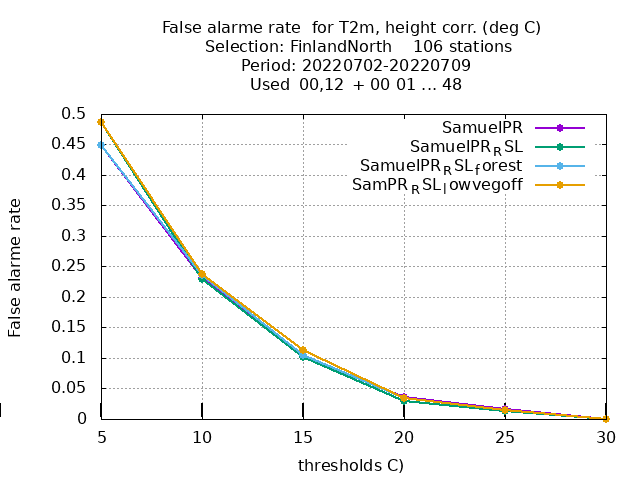 False alarme rate  for T2m, height corr. (deg C)
Selection: FinlandNorth    106 stations
Period: 20220702-20220709
Used  00,12  + 00 01 ... 48
SamuelPR
SamuelPR_RSL
SamuelPR_RSL_forest
SamPR_RSL_lowvegoff
False alarme rate
0.5
0.45
0.4
0.35
0.3
0.25
0.2
0.15
0.1
0.05
0
5 10 15 20 25 30
thresholds C)